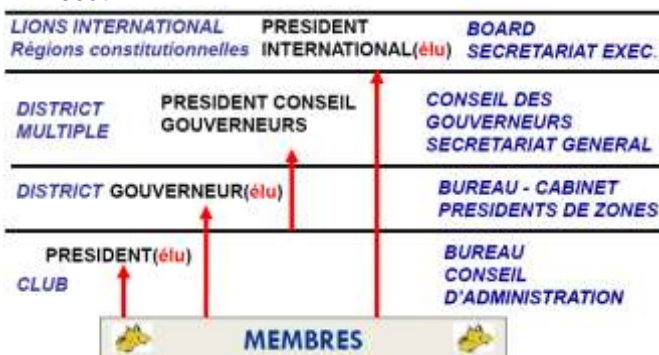 LIONS INTERNATIONAL PRESIDENT BOARD
Règions constitutionnelles INTERNATIONAL(élu) SECRETARIAT EXEC.
DISTRICT MULTIPLE
PRESIDENT CONSEIL
GOUVERNEURS
CONSEIL DES
GOUVERNEURS
SECRETARIAT GENERAL
DISTRICT GOUVERNEUR(élu)
BUREAU - CABINET
PRESIDENTS DE ZONES
PRESIDENT(élu)
CLUB
BUREAU
CONSEIL
D'ADMINISTRATION
MEMBRES